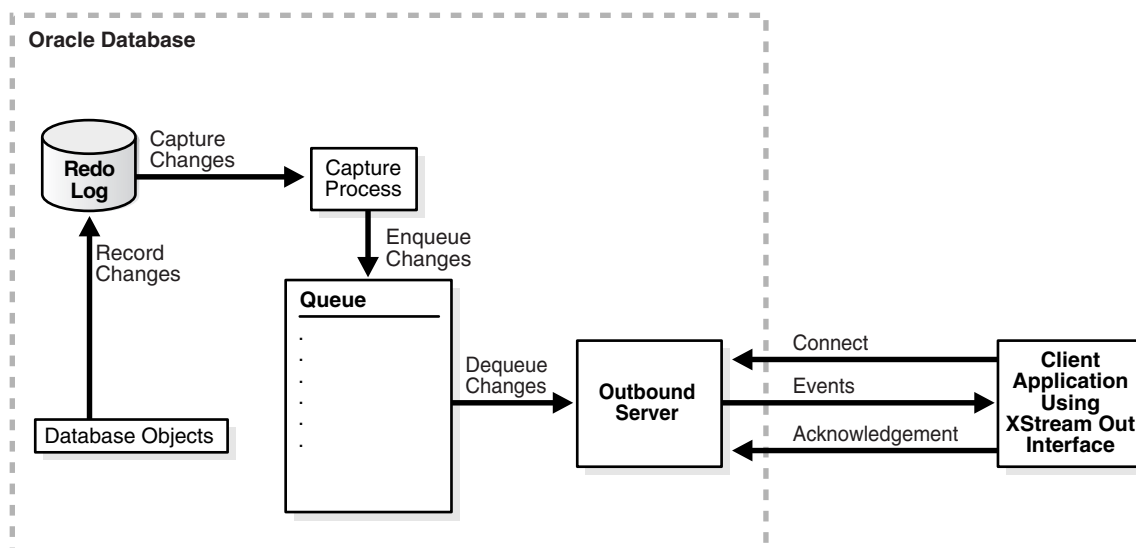 Oracle Database
Redo
Log
Capture
Changes
Capture
Process
Record
Changes
Enqueue
Changes
Queue
.
.
.
.
.
.
Dequeue
Changes
Database Objects
Outbound
Server
Connect
Events
Acknowledgement
Client
Application
Using
XStream Out
Interface